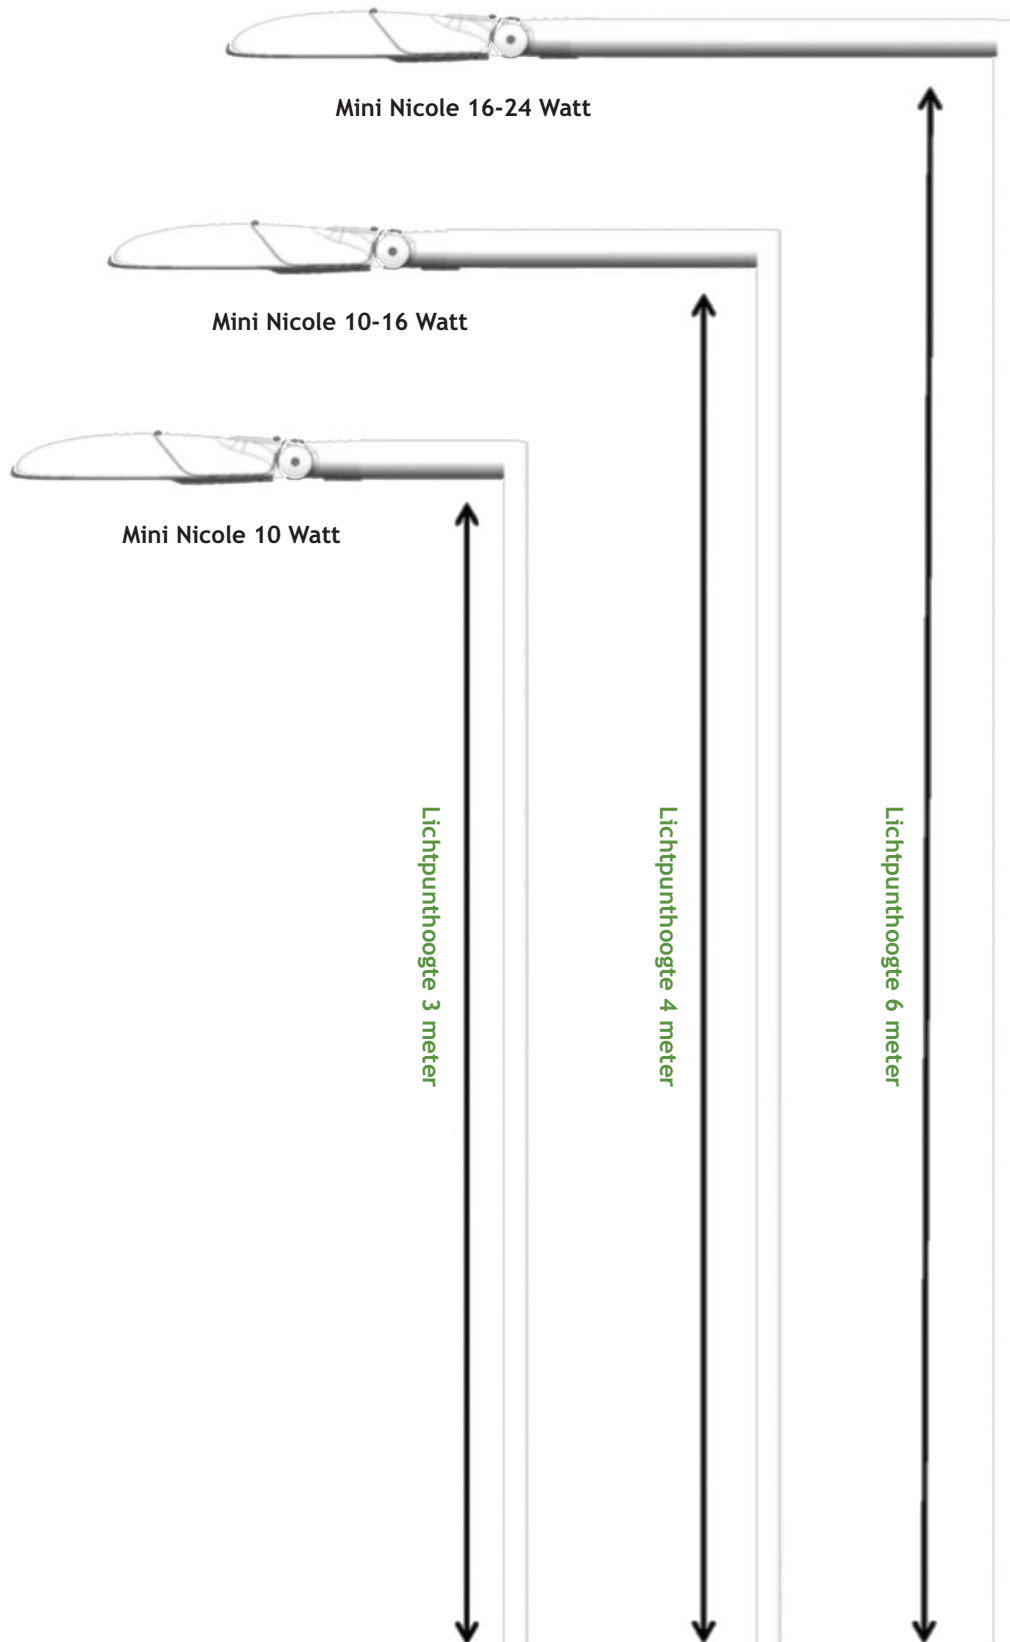 Mini Nicole 16-24 Watt
Mini Nicole 10-16 Watt
Mini Nicole 10 Watt
Lichtpunthoogte 3 meter
Lichtpunthoogte 4 meter
Lichtpunthoogte 6 meter